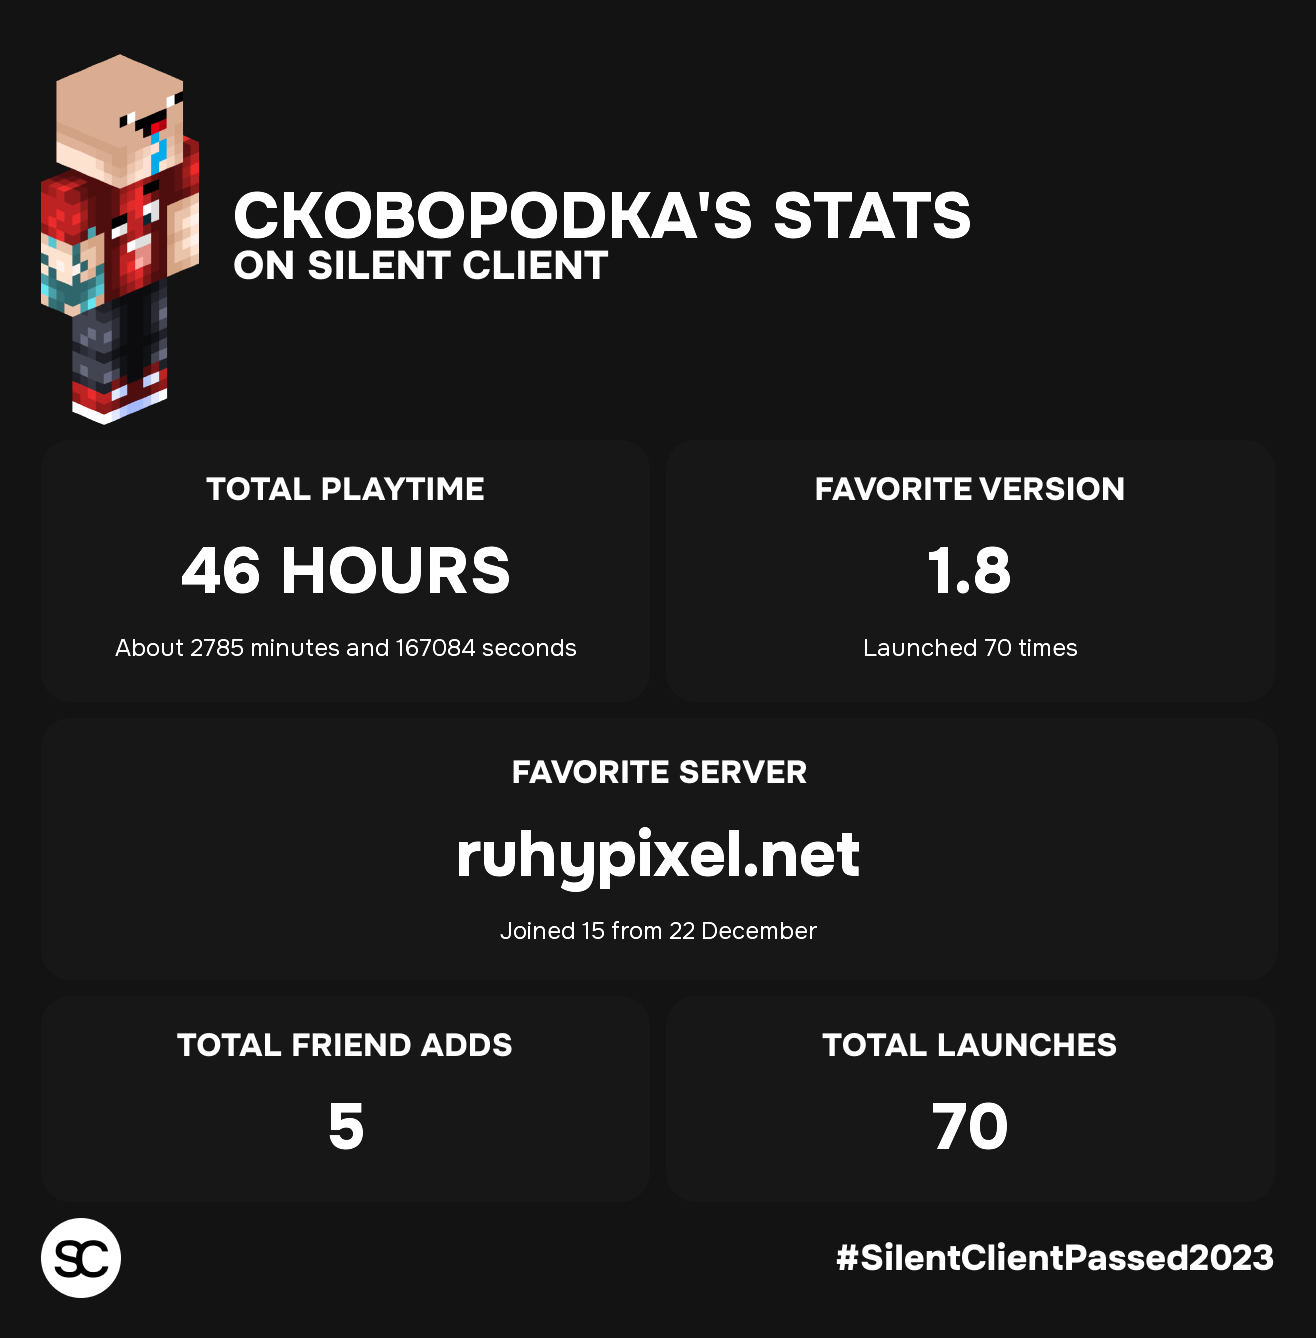 CKOBOPODKA'S STATS
ON SILENT CLIENT
TOTAL PLAYTIME
46 HOURS
About 2785 minutes and 167084 seconds
FAVORITE VERSION
1.8
Launched 70 times
FAVORITE SERVER
ruhypixel.net
Joined 15 from 22 December
TOTAL FRIEND ADDS
5
TOTAL LAUNCHES
70
SC
#SilentClientPassed2023